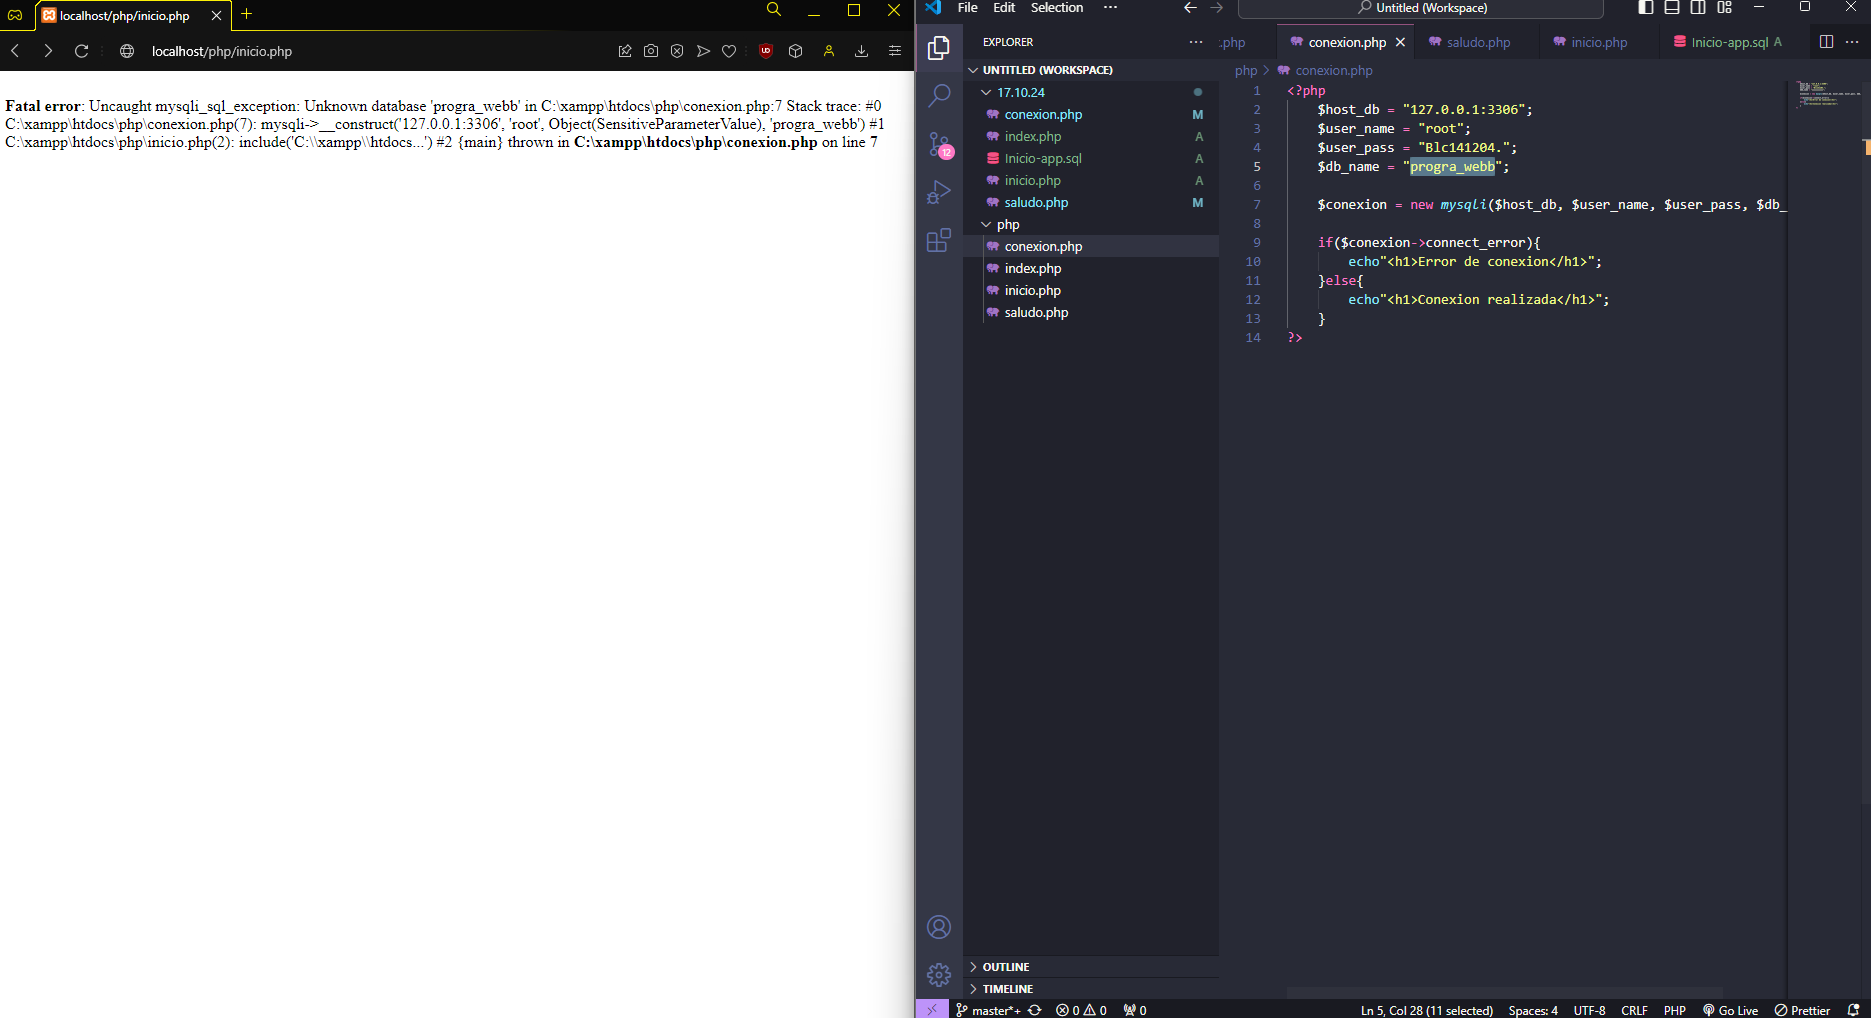 localhost/php/inicio.php
localhost/php/inicio.php
Fatal error: Uncaught mysqli_sql_exception: Unknown database 'progra_webb' in C:\xampp\htdocs\php\conexion.php:7 Stack trace: #0
C:\xampp\htdocs\php\conexion.php(7): mysqli->__construct('127.0.0.1:3306', 'root', Object(SensitiveParameterValue), 'progra_webb') #1
C:\xampp\htdocs\php\inicio.php(2): include('C:\\xampp\\htdocs...') #2 {main} thrown in C:\xampp\htdocs\php\conexion.php on line 7
File Edit Selection ···
Untitled (Workspace)
EXPLORER ···
.php conexion.php saludo.php inicio.php Inicio-app.sql A
UNTITLED (WORKSPACE)
17.10.24
conexion.php M
index.php A
Inicio-app.sql A
inicio.php A
saludo.php M
php
conexion.php
index.php
inicio.php
saludo.php
12
OUTLINE
TIMELINE
php > conexion.php
1 <?php
2 $host_db = "127.0.0.1:3306";
3 $user_name = "root";
4 $user_pass = "Blc141204.";
5 $db_name = "progra_webb";
6
7 $conexion = new mysqli($host_db, $user_name, $user_pass, $db_
8
9 if($conexion->connect_error){
10 echo"<h1>Error de conexion</h1>";
11 }else{
12 echo"<h1>Conexion realizada</h1>";
13 }
14 ?>
master*+ 0 0 0 Ln 5, Col 28 (11 selected) Spaces: 4 UTF-8 CRLF PHP Go Live Prettier